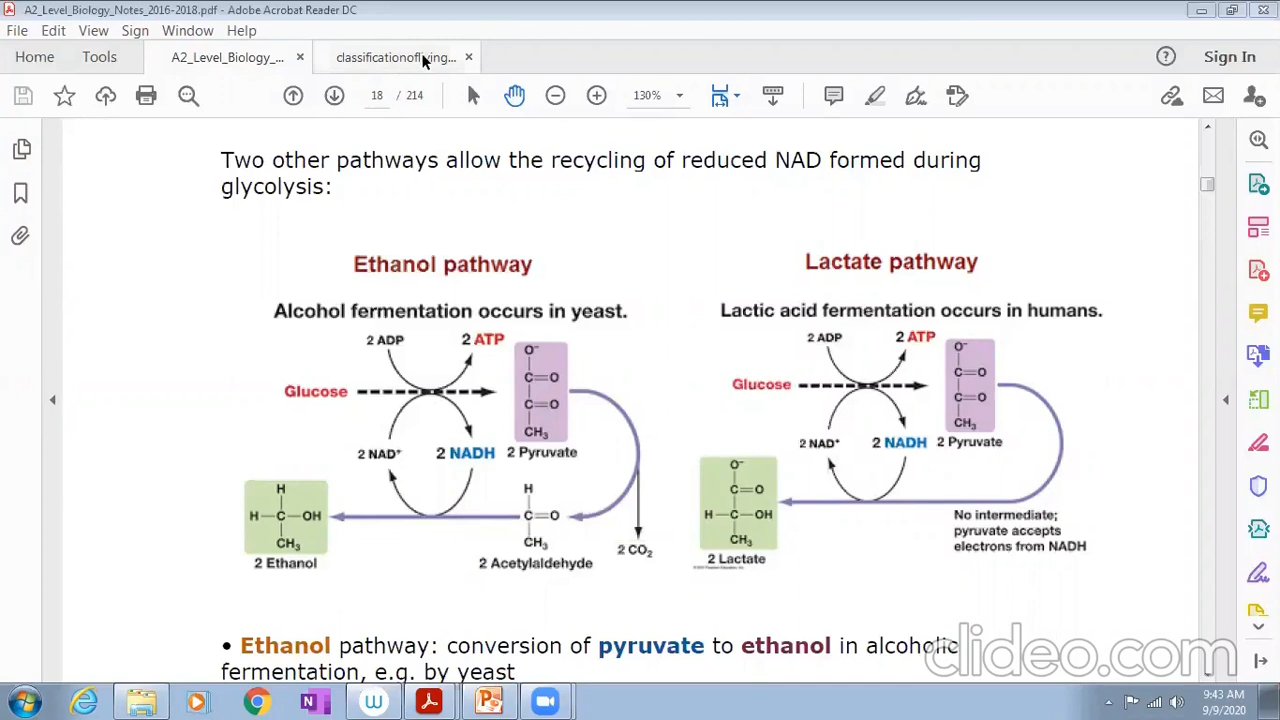 A2_Level_Biology_Notes_2016-2018.pdf - Adobe Acrobat Reader DC
File Edit View Sign Window Help
Home Tools A2_Level_Biology_... × classificationofliving... × Sign In
18 / 214 130%
Two other pathways allow the recycling of reduced NAD formed during
glycolysis:
Ethanol pathway
Alcohol fermentation occurs in yeast.
2 ADP 2 ATP
O⁻
C=O
Glucose
C=O
CH₃
2 NAD⁺ 2 NADH 2 Pyruvate
H H
H C OH C=O
CH₃ CH₃
2 CO₂
2 Ethanol 2 Acetylaldehyde
Lactate pathway
Lactic acid fermentation occurs in humans.
2 ADP 2 ATP
O⁻
C=O
Glucose
C=O
CH₃
2 NAD⁺ 2 NADH 2 Pyruvate
O⁻
C=O
H C OH
CH₃
2 Lactate
No intermediate;
pyruvate accepts
electrons from NADH
• Ethanol pathway: conversion of pyruvate to ethanol in alcoholic
fermentation, e.g. by yeast
clideo.com
9:43 AM
9/9/2020